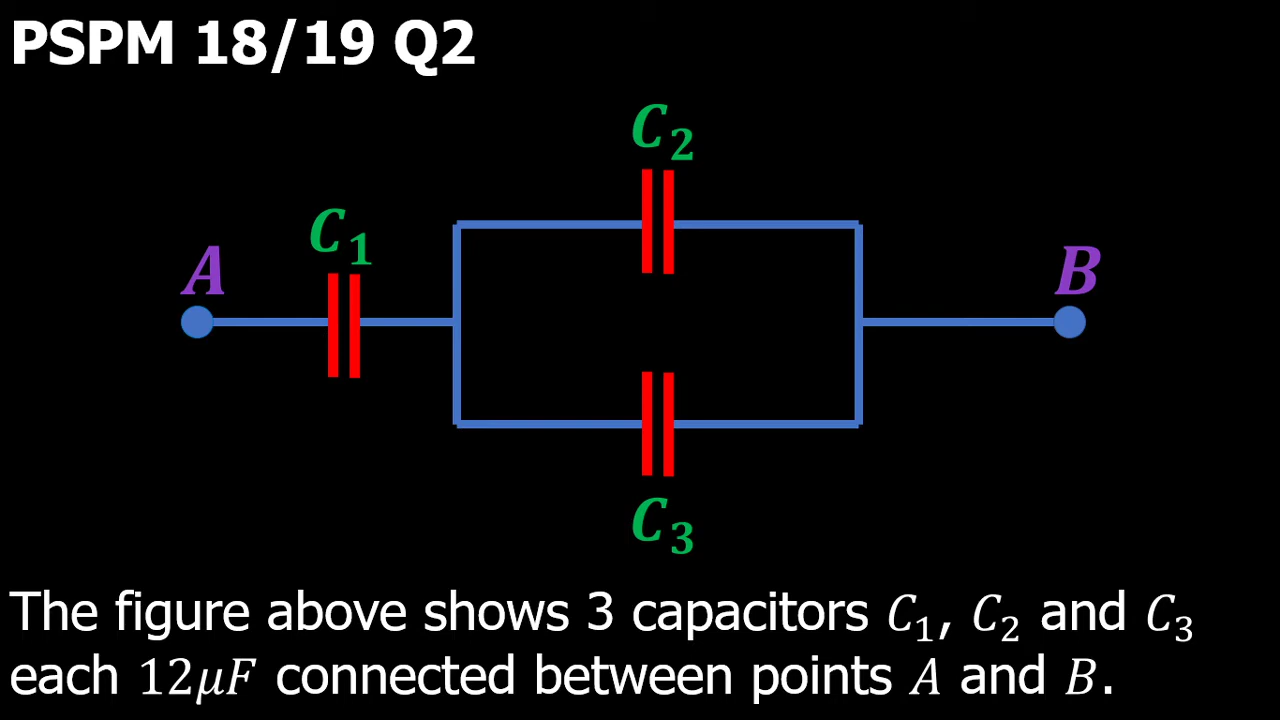 PSPM 18/19 Q2
C₂
C₁
A
B
C₃
The figure above shows 3 capacitors C₁, C₂ and C₃
each 12μF connected between points A and B.